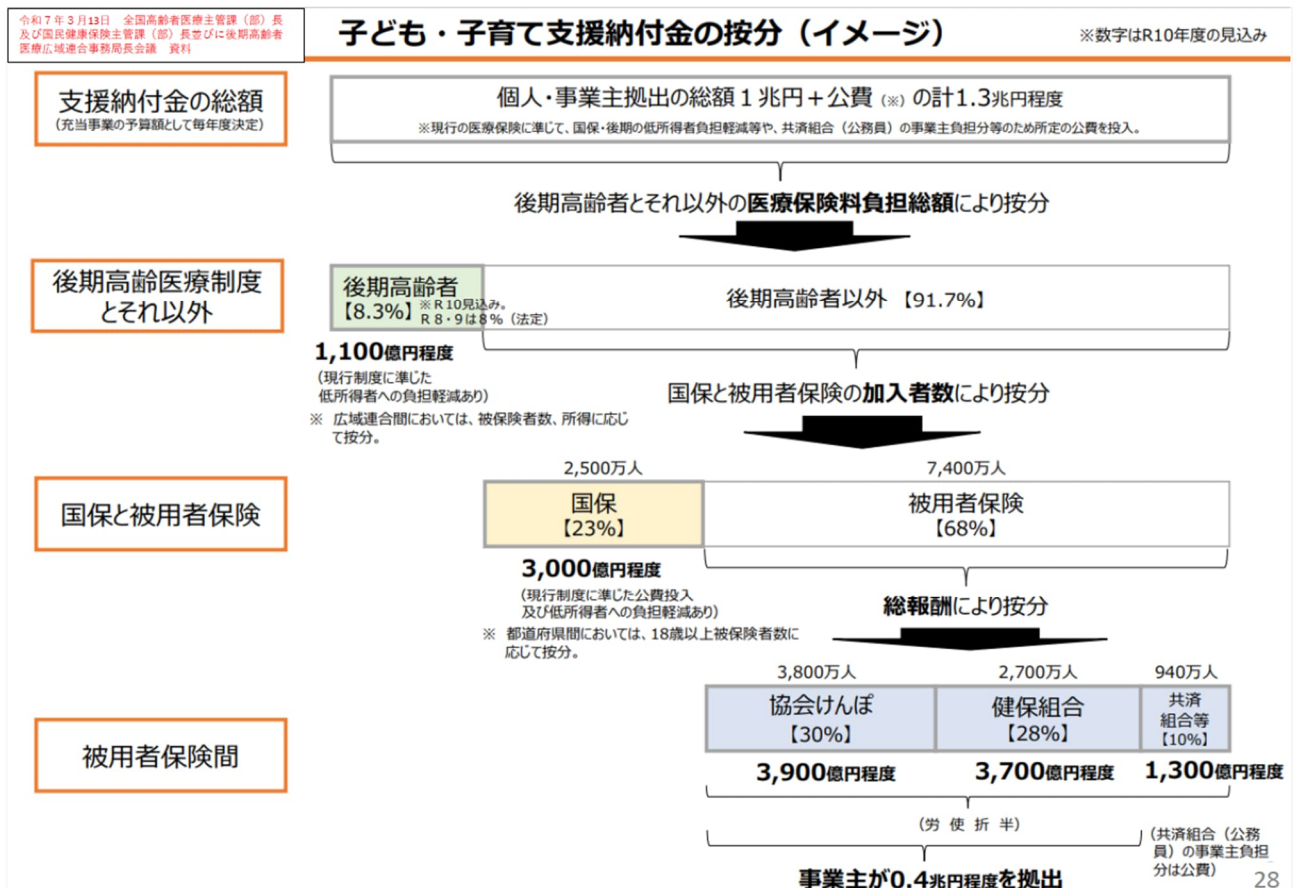 令和７年３月13日　全国高齢者医療主管課（部）長
及び国民健康保険主管課（部）長並びに後期高齢者
医療広域連合事務局長会議　資料
子ども・子育て支援納付金の按分（イメージ）
※数字はR10年度の見込み
支援納付金の総額
（充当事業の予算額として毎年度決定）
個人・事業主拠出の総額１兆円＋公費（※）の計1.3兆円程度
※現行の医療保険に準じて、国保・後期の低所得者負担軽減等や、共済組合（公務員）の事業主負担分等のため所定の公費を投入。
後期高齢者とそれ以外の医療保険料負担総額により按分
後期高齢医療制度
とそれ以外
後期高齢者
【8.3%】
※Ｒ10見込み。
Ｒ８・９は８％（法定）
後期高齢者以外 【91.7%】
1,100億円程度
（現行制度に準じた
低所得者への負担軽減あり）
※　広域連合間においては、被保険者数、所得に応じ
て按分。
国保と被用者保険の加入者数により按分
2,500万人
7,400万人
国保と被用者保険
国保
【23%】
被用者保険
【68%】
3,000億円程度
（現行制度に準じた公費投入
及び低所得者への負担軽減あり）
※　都道府県間においては、18歳以上被保険者数に
応じて按分。
総報酬により按分
3,800万人
2,700万人
940万人
被用者保険間
協会けんぽ
【30%】
健保組合
【28%】
共済
組合等
【10%】
3,900億円程度
3,700億円程度
1,300億円程度
（労 使 折 半）
事業主が0.4兆円程度を拠出
（共済組合（公務
員）の事業主負担
分は公費）
28